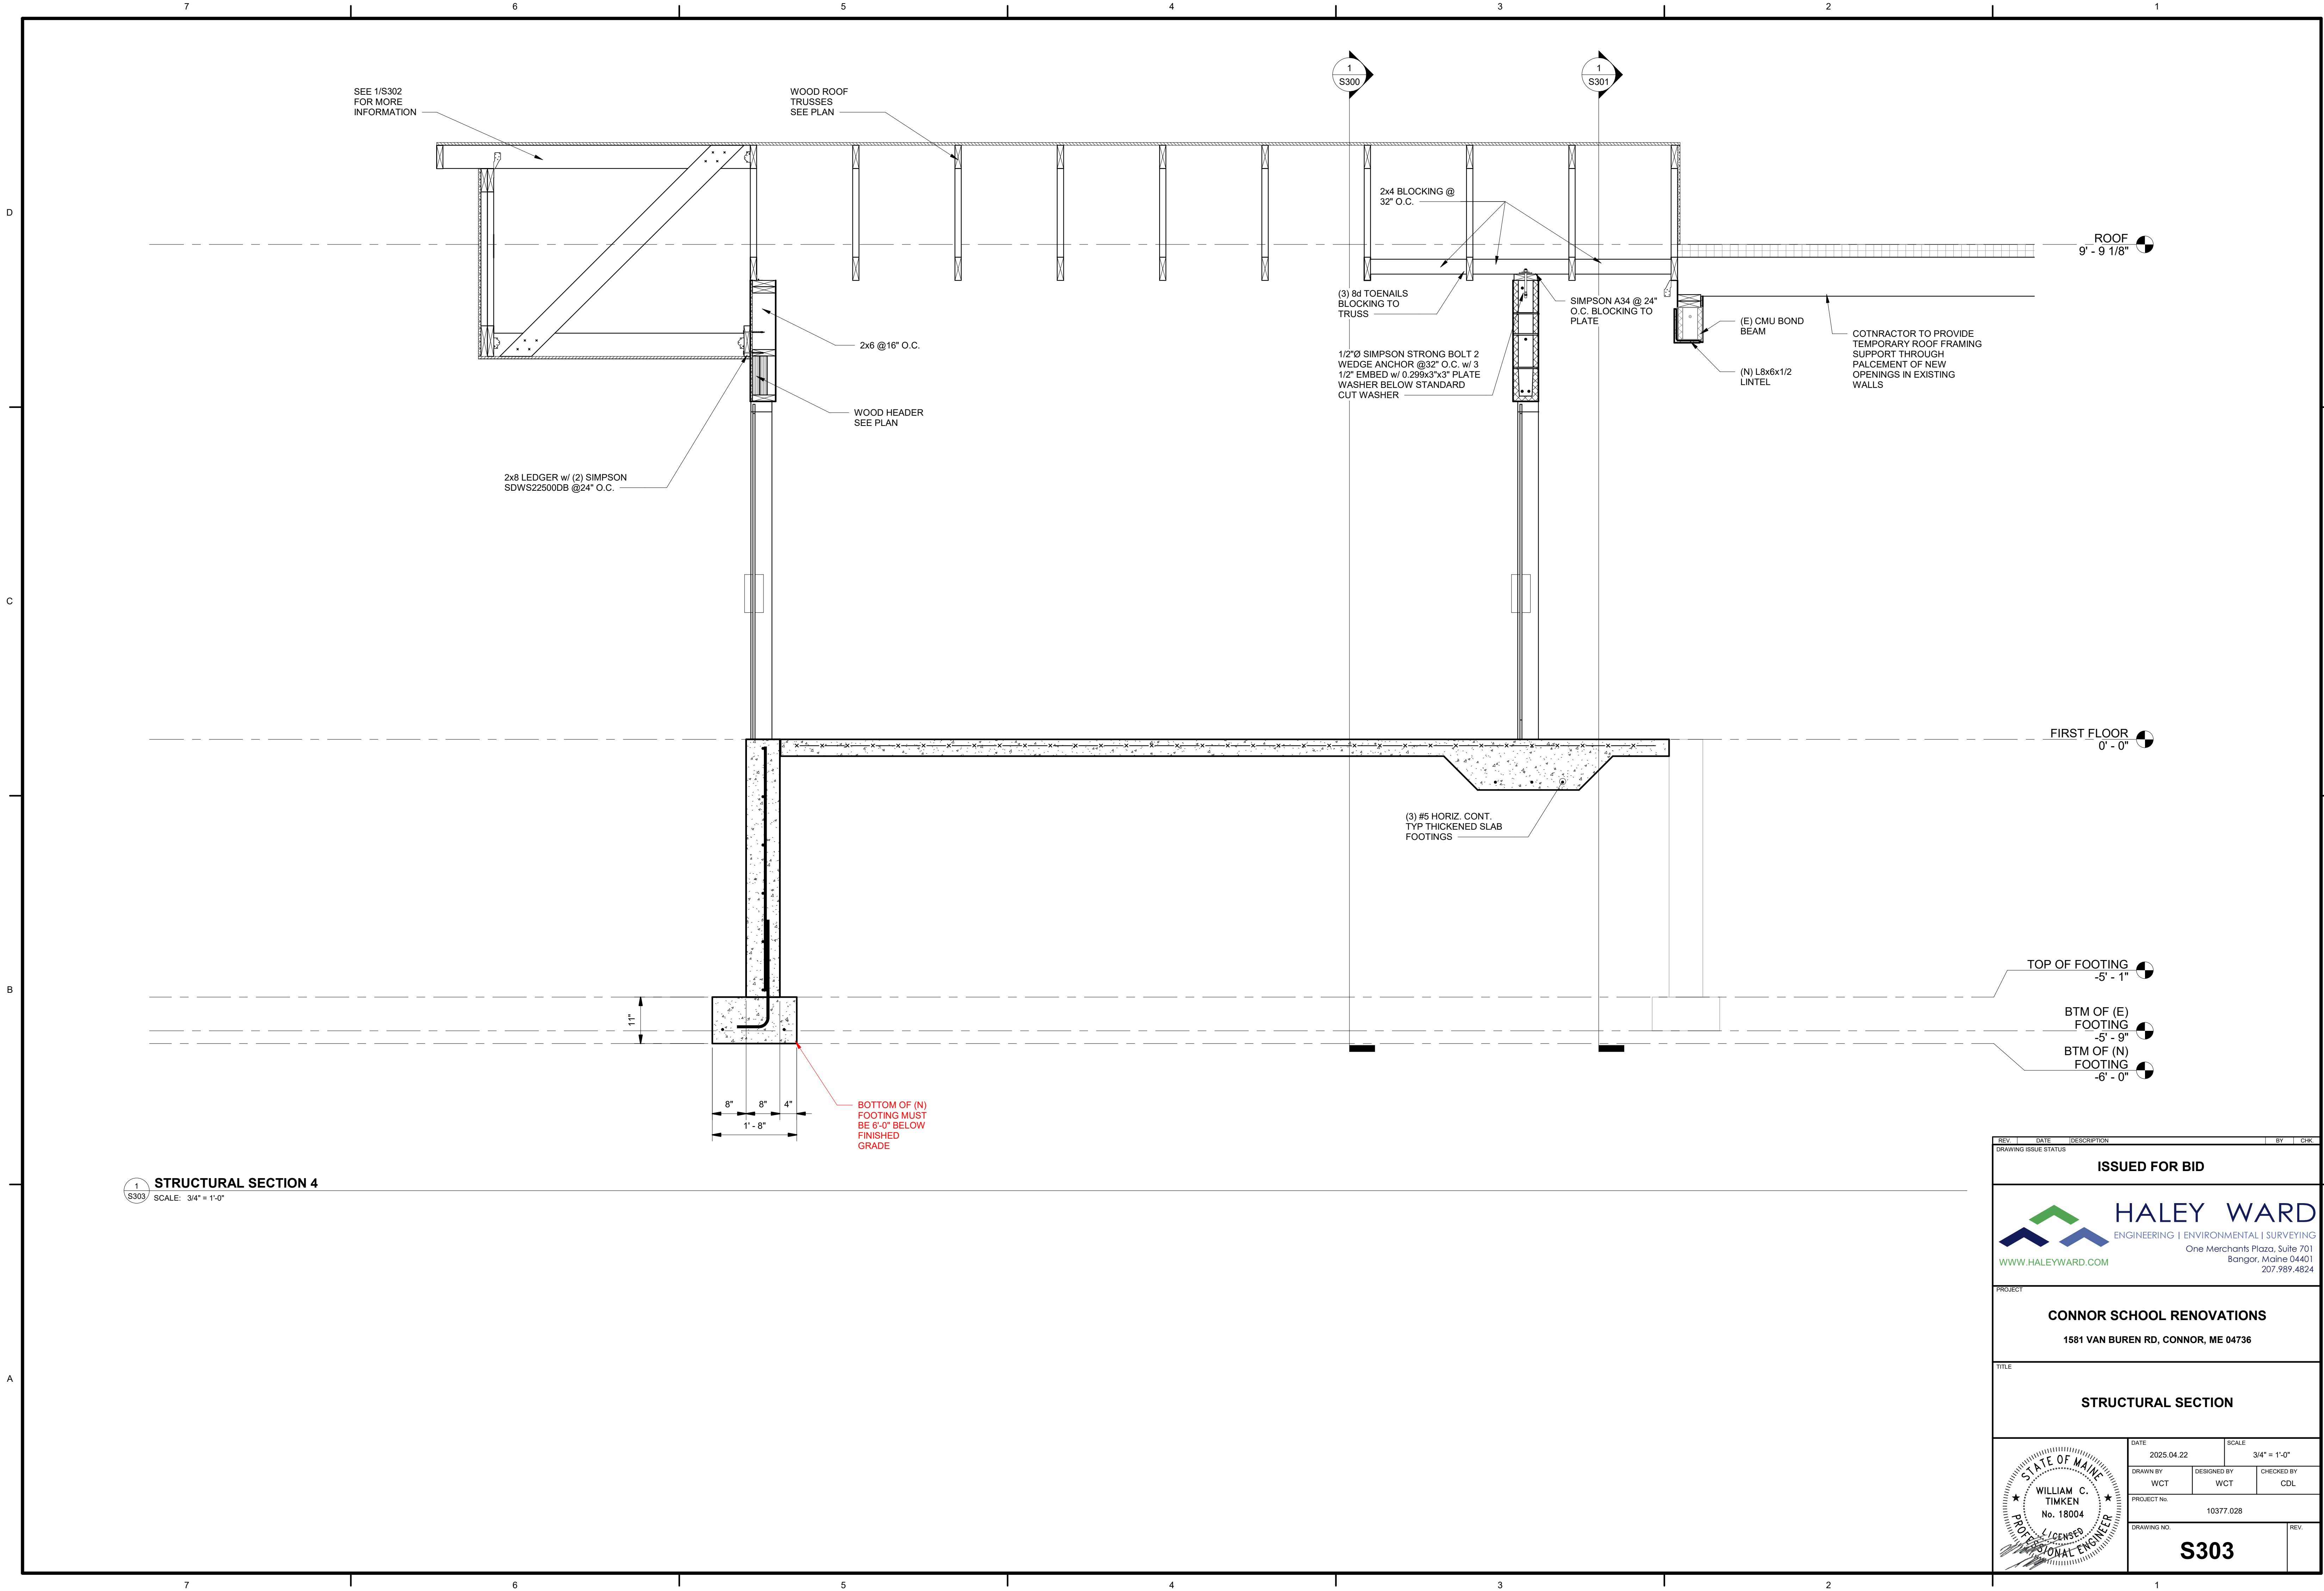 7 6 5 4 3 2 1
1
S300
1
S301
SEE 1/S302
FOR MORE
INFORMATION
WOOD ROOF
TRUSSES
SEE PLAN
2x4 BLOCKING @
32" O.C.
D
ROOF
9' - 9 1/8"
(3) 8d TOENAILS
BLOCKING TO
TRUSS
SIMPSON A34 @ 24"
O.C. BLOCKING TO
PLATE
(E) CMU BOND
BEAM
COTNRACTOR TO PROVIDE
TEMPORARY ROOF FRAMING
SUPPORT THROUGH
PALCEMENT OF NEW
OPENINGS IN EXISTING
WALLS
2x6 @16" O.C.
1/2"Ø SIMPSON STRONG BOLT 2
WEDGE ANCHOR @32" O.C. w/ 3
1/2" EMBED w/ 0.299x3"x3" PLATE
WASHER BELOW STANDARD
CUT WASHER
(N) L8x6x1/2
LINTEL
WOOD HEADER
SEE PLAN
2x8 LEDGER w/ (2) SIMPSON
SDWS22500DB @24" O.C.
C
FIRST FLOOR
0' - 0"
(3) #5 HORIZ. CONT.
TYP THICKENED SLAB
FOOTINGS
B
TOP OF FOOTING
-5' - 1"
BTM OF (E)
FOOTING
-5' - 9"
BTM OF (N)
FOOTING
-6' - 0"
11"
8" 8" 4"
1' - 8"
BOTTOM OF (N)
FOOTING MUST
BE 6'-0" BELOW
FINISHED
GRADE
1
S303
STRUCTURAL SECTION 4
SCALE: 3/4" = 1'-0"
REV. DATE DESCRIPTION BY CHK.
DRAWING ISSUE STATUS
ISSUED FOR BID
HALEY WARD
ENGINEERING | ENVIRONMENTAL | SURVEYING
One Merchants Plaza, Suite 701
Bangor, Maine 04401
207.989.4824
WWW.HALEYWARD.COM
PROJECT
CONNOR SCHOOL RENOVATIONS
1581 VAN BUREN RD, CONNOR, ME 04736
A
TITLE
STRUCTURAL SECTION
STATE OF MAINE
WILLIAM C.
TIMKEN
No. 18004
LICENSED
PROFESSIONAL ENGINEER
DATE
2025.04.22
SCALE
3/4" = 1'-0"
DRAWN BY
WCT
DESIGNED BY
WCT
CHECKED BY
CDL
PROJECT No.
10377.028
DRAWING NO.
S303
REV.
7 6 5 4 3 2 1